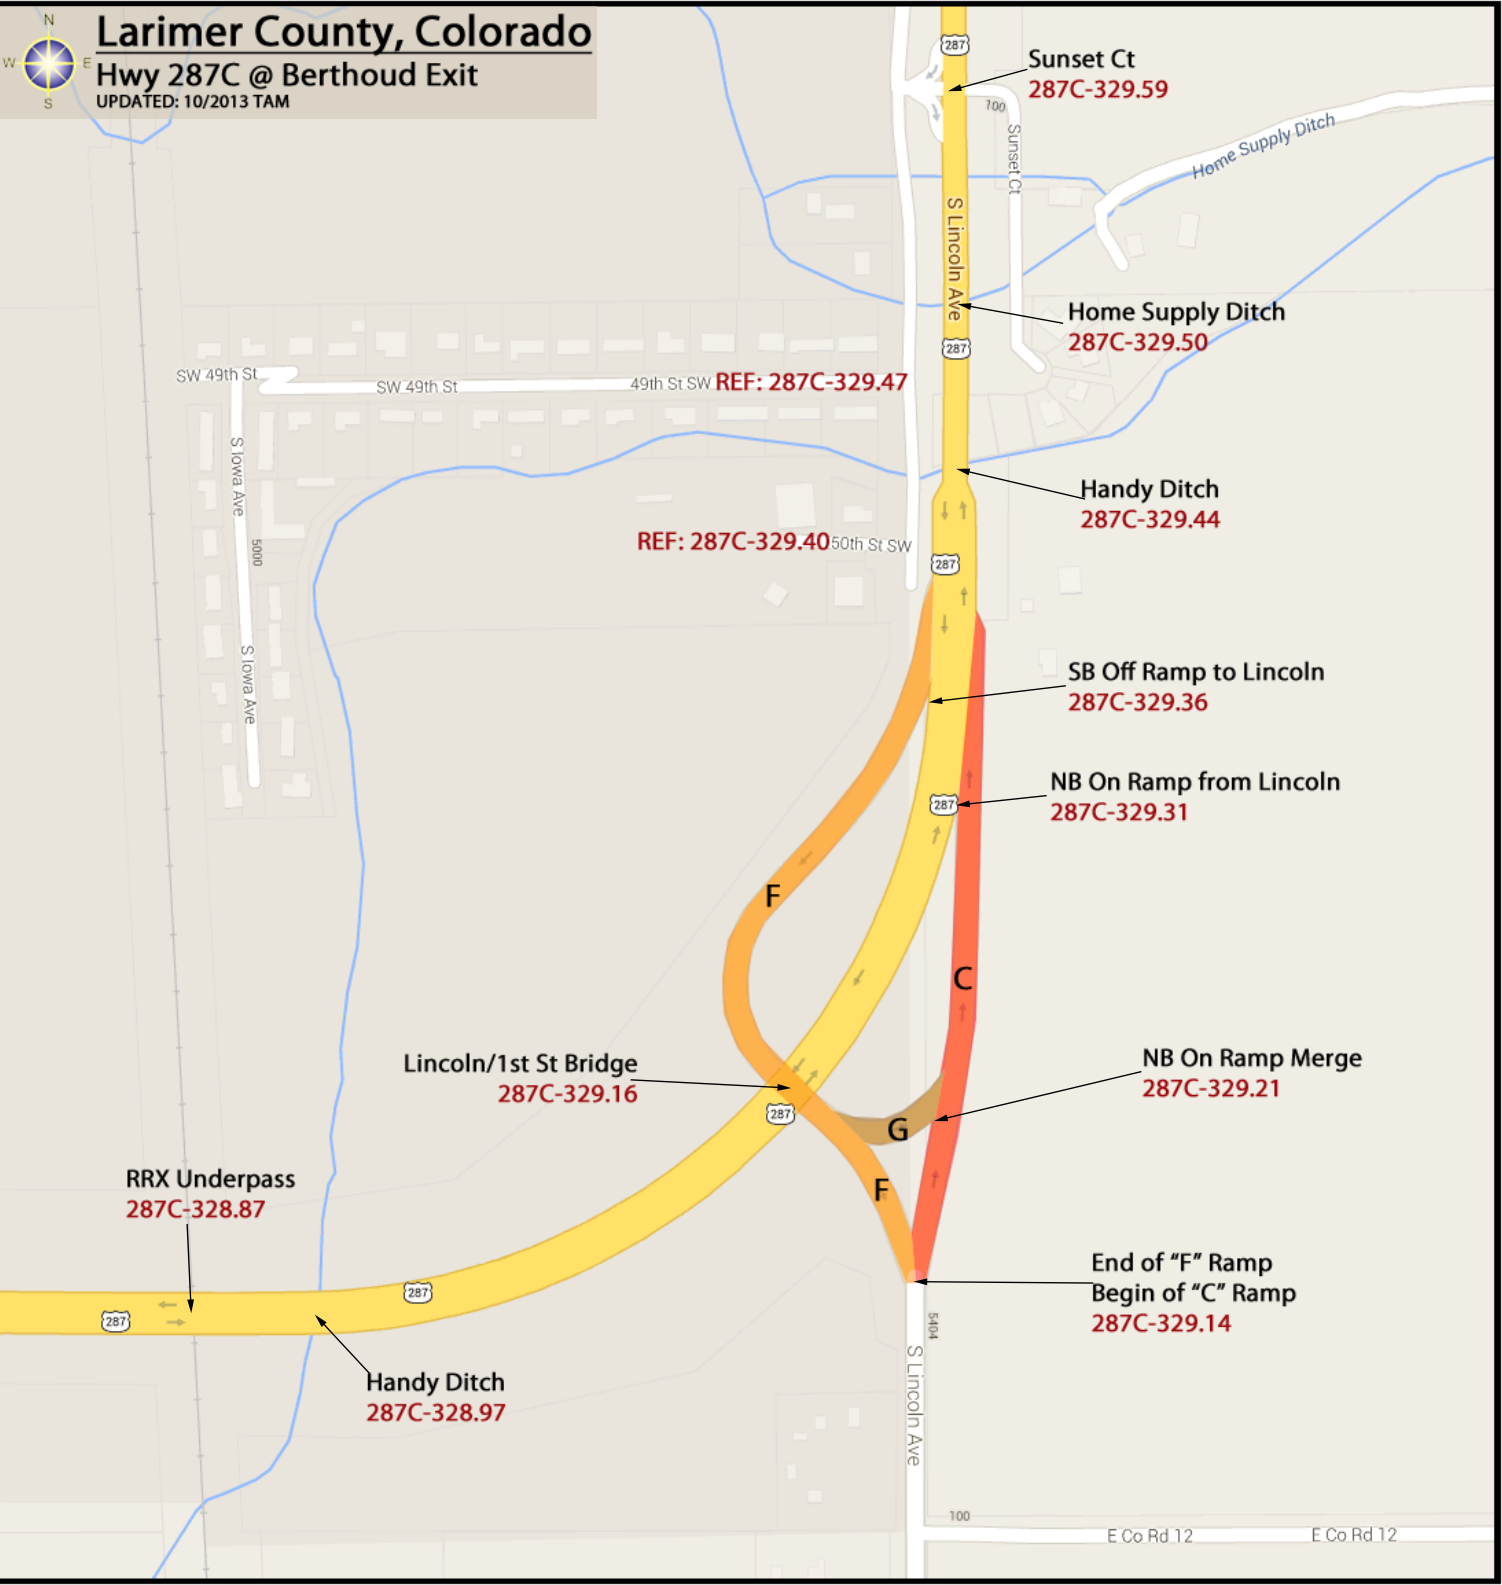 N
W
E
S
Larimer County, Colorado
Hwy 287C @ Berthoud Exit
UPDATED: 10/2013 TAM
287
Sunset Ct
287C-329.59
100
Sunset Ct
Home Supply Ditch
S Lincoln Ave
Home Supply Ditch
287C-329.50
287
SW 49th St
SW 49th St
49th St SW
REF: 287C-329.47
S Iowa Ave
Handy Ditch
287C-329.44
REF: 287C-329.40
50th St SW
5000
287
S Iowa Ave
SB Off Ramp to Lincoln
287C-329.36
NB On Ramp from Lincoln
287C-329.31
287
F
C
Lincoln/1st St Bridge
287C-329.16
NB On Ramp Merge
287C-329.21
287
G
RRX Underpass
287C-328.87
F
End of “F” Ramp
Begin of “C” Ramp
287C-329.14
287
287
5404
S Lincoln Ave
Handy Ditch
287C-328.97
100
E Co Rd 12
E Co Rd 12